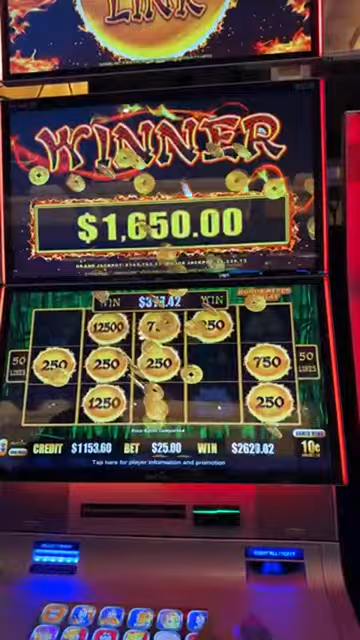 LINK
WINNER
$1,650.00
WIN
WIN
12500
250
250
250
250
750
1250
250
50
LINES
50
LINES
CREDIT $1153.60 BET $25.00 WIN $2620.02
10¢
Tap here for player information and promotion